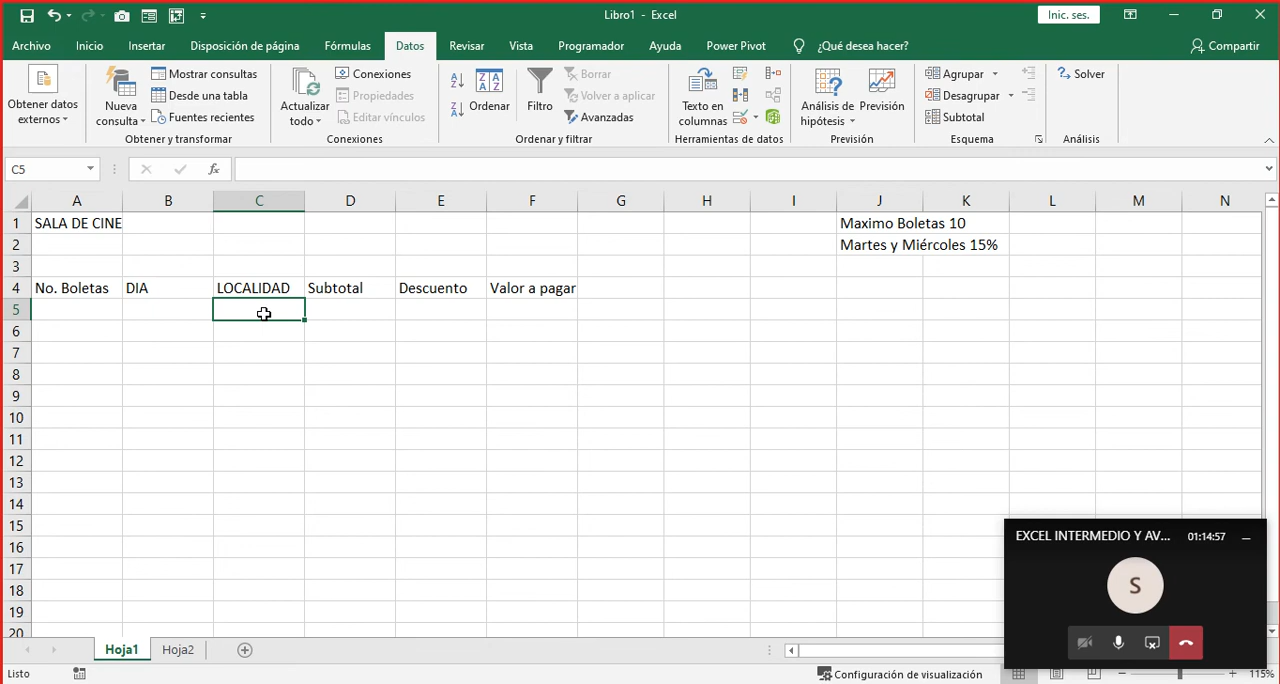 Libro1 - Excel
Inic. ses.
Archivo Inicio Insertar Disposición de página Fórmulas Datos Revisar Vista Programador Ayuda Power Pivot ¿Qué desea hacer? Compartir
Obtener datos externos
Nueva consulta
Mostrar consultas
Desde una tabla
Fuentes recientes
Obtener y transformar
Actualizar todo
Conexiones
Propiedades
Editar vínculos
Conexiones
Ordenar
Filtro
Borrar
Volver a aplicar
Avanzadas
Ordenar y filtrar
Texto en columnas
Herramientas de datos
Análisis de hipótesis
Previsión
Previsión
Agrupar
Desagrupar
Subtotal
Esquema
Solver
Análisis
C5 fx
A B C D E F G H I J K L M N
1 SALA DE CINE Maximo Boletas 10
2 Martes y Miércoles 15%
3
4 No. Boletas DIA LOCALIDAD Subtotal Descuento Valor a pagar
5
6
7
8
9
10
11
12
13
14
15
16
17
18
19
20
EXCEL INTERMEDIO Y AV... 01:14:57
S
Hoja1 Hoja2
Listo Configuración de visualización 115%